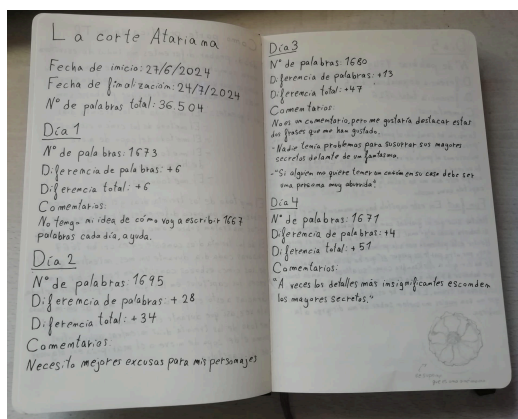 La corte Atariana
Fecha de inicio: 27/6/2024
Fecha de finalización: 24/7/2024
Nº de palabras total: 36.504
Día 1
Nº de palabras: 1673
Diferencia de palabras: +6
Diferencia total: +6
Comentarios:
No tengo ni idea de cómo voy a escribir 1667
palabras cada día, ayuda.
Día 2
Nº de palabras: 1695
Diferencia de palabras: +28
Diferencia total: +34
Comentarios:
Necesito mejores excusas para mis personajes
Día 3
Nº de palabras: 1680
Diferencia de palabras: +13
Diferencia total: +47
Comentarios
No es un comentario, pero me gustaría destacar estas
dos frases que me han gustado.
-"Nadie tenía problemas para susurrar sus mayores
secretos delante de un fantasma.
-"Si alguien no quiere tener un en su casa debe ser
una persona muy aburrida"
Día 4
Nº de palabras: 1671
Diferencia de palabras: +4
Diferencia total: +51
Comentarios:
"A veces los detalles más insignificantes esconden
los mayores secretos."